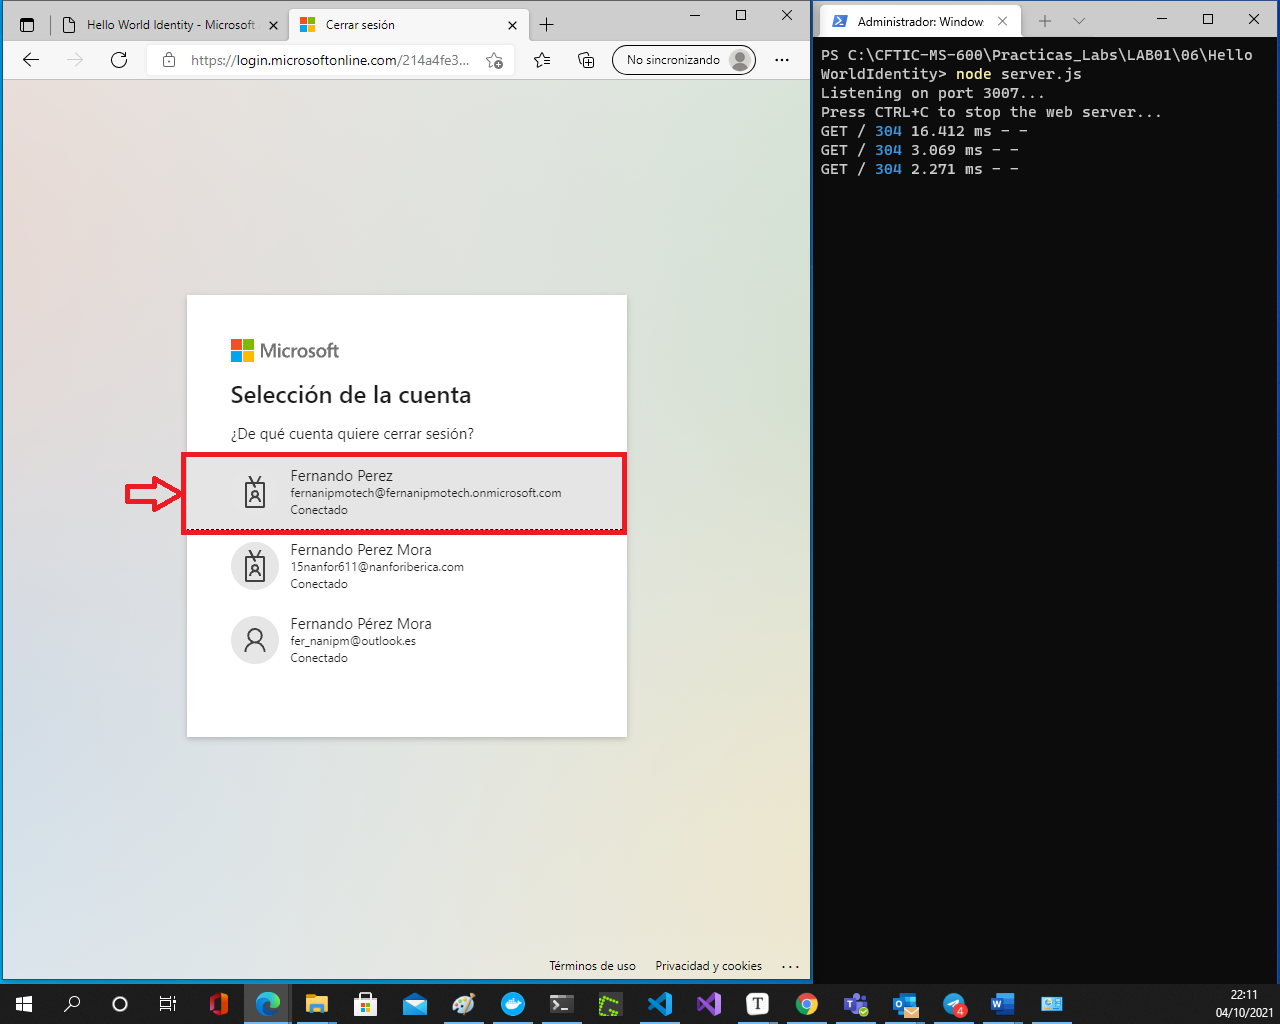 Hello World Identity - Microsoft
Cerrar sesión
https://login.microsoftonline.com/214a4fe3...
No sincronizando
Microsoft
Selección de la cuenta
¿De qué cuenta quiere cerrar sesión?
Fernando Perez
fernanipmotech@fernanipmotech.onmicrosoft.com
Conectado
Fernando Perez Mora
15nanfor611@nanforiberica.com
Conectado
Fernando Pérez Mora
fer_nanipm@outlook.es
Conectado
Términos de uso
Privacidad y cookies
Administrador: Windows
PS C:\CFTIC-MS-600\Practicas_Labs\LAB01\06\Hello
WorldIdentity> node server.js
Listening on port 3007...
Press CTRL+C to stop the web server...
GET / 304 16.412 ms - -
GET / 304 3.069 ms - -
GET / 304 2.271 ms - -
T
4
22:11
04/10/2021